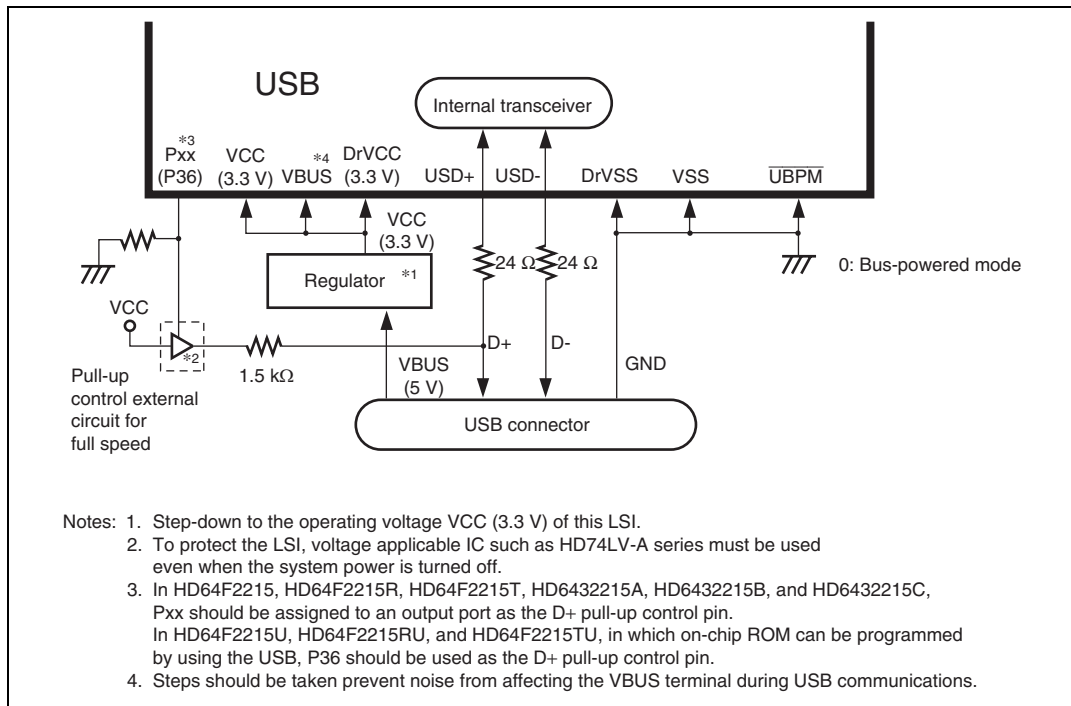 USB
Internal transceiver
*3
Pxx
(P36)
VCC
(3.3 V)
*4
VBUS
DrVCC
(3.3 V)
USD+
USD-
DrVSS
VSS
UBPM
VCC
(3.3 V)
24 Ω
24 Ω
0: Bus-powered mode
Regulator *1
VCC
*2
1.5 kΩ
D+
D-
GND
VBUS
(5 V)
Pull-up
control external
circuit for
full speed
USB connector
Notes: 1. Step-down to the operating voltage VCC (3.3 V) of this LSI.
2. To protect the LSI, voltage applicable IC such as HD74LV-A series must be used
even when the system power is turned off.
3. In HD64F2215, HD64F2215R, HD64F2215T, HD6432215A, HD6432215B, and HD6432215C,
Pxx should be assigned to an output port as the D+ pull-up control pin.
In HD64F2215U, HD64F2215RU, and HD64F2215TU, in which on-chip ROM can be programmed
by using the USB, P36 should be used as the D+ pull-up control pin.
4. Steps should be taken prevent noise from affecting the VBUS terminal during USB communications.